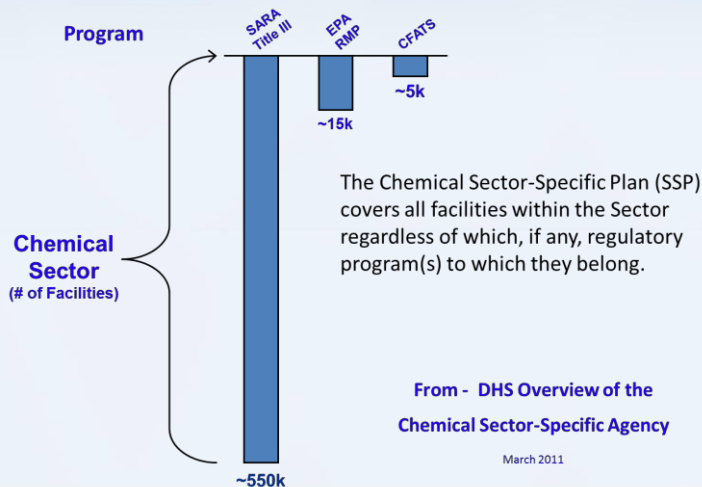 Program
SARA
Title III
EPA
RMP
CFATS
~5k
~15k
The Chemical Sector-Specific Plan (SSP)
covers all facilities within the Sector
regardless of which, if any, regulatory
program(s) to which they belong.
Chemical
Sector
(# of Facilities)
From - DHS Overview of the
Chemical Sector-Specific Agency
March 2011
~550k